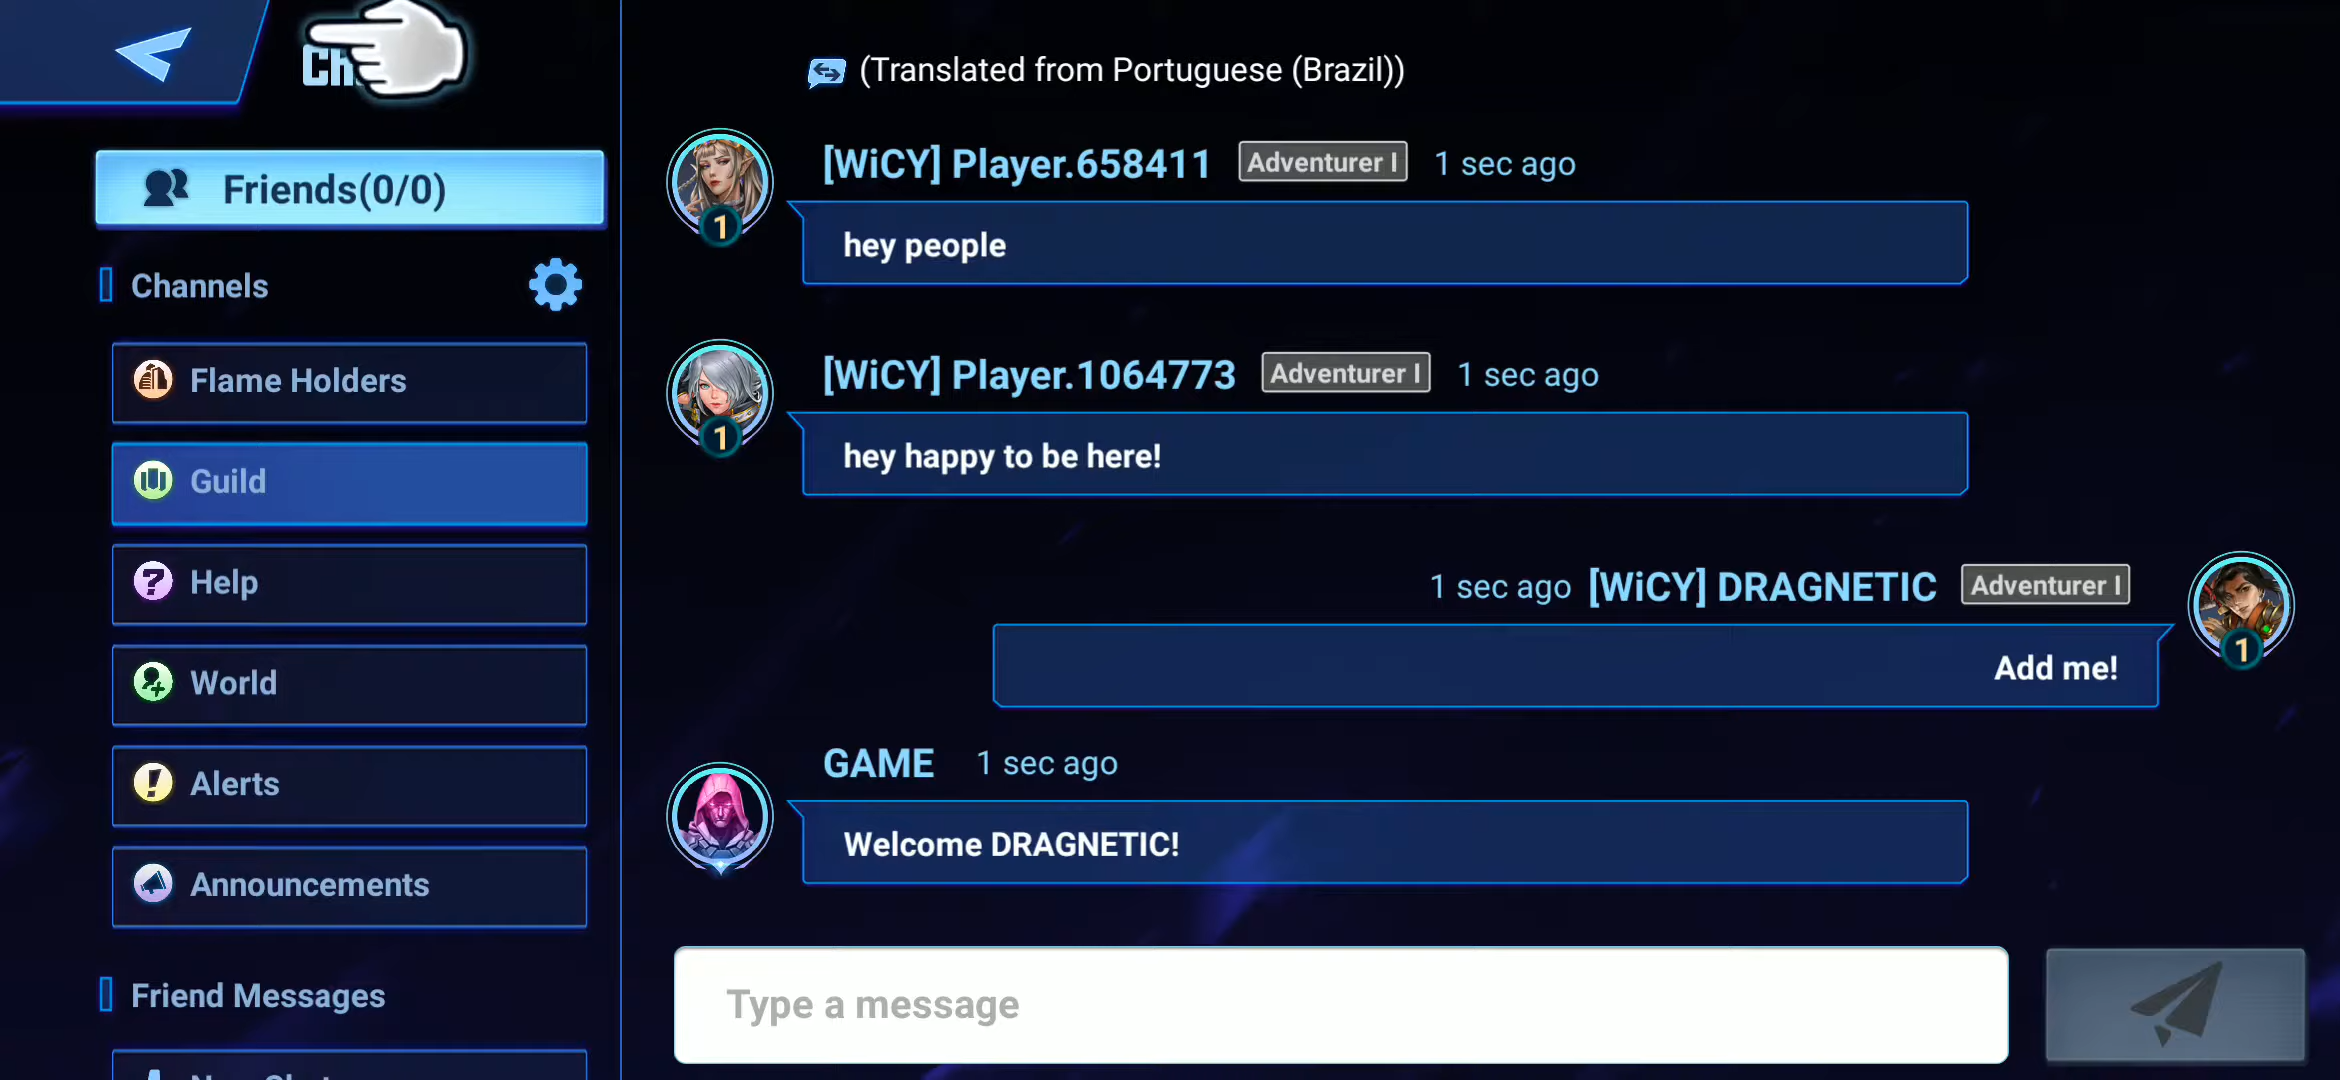 Friends(0/0)
Channels
Flame Holders
Guild
Help
World
Alerts
Announcements
Friend Messages
(Translated from Portuguese (Brazil))
[WiCY] Player.658411 Adventurer I 1 sec ago
1
hey people
[WiCY] Player.1064773 Adventurer I 1 sec ago
1
hey happy to be here!
1 sec ago [WiCY] DRAGNETIC Adventurer I
1
Add me!
GAME 1 sec ago
Welcome DRAGNETIC!
Type a message